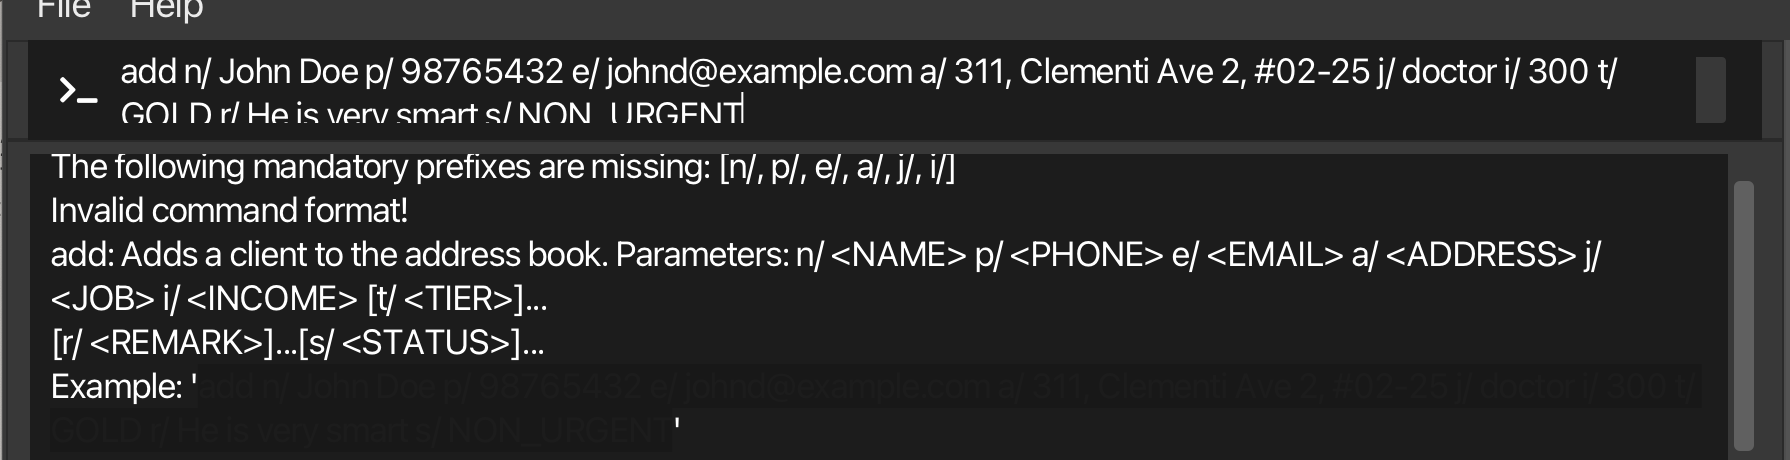 File Help
add n/ John Doe p/ 98765432 e/ johnd@example.com a/ 311, Clementi Ave 2, #02-25 j/ doctor i/ 300 t/
GOLD r/ He is very smart s/ NON_URGENT
The following mandatory prefixes are missing: [n/, p/, e/, a/, j/, i/]
Invalid command format!
add: Adds a client to the address book. Parameters: n/ <NAME> p/ <PHONE> e/ <EMAIL> a/ <ADDRESS> j/
<JOB> i/ <INCOME> [t/ <TIER>]...
[r/ <REMARK>]...[s/ <STATUS>]...
Example: 'add n/ John Doe p/ 98765432 e/ johnd@example.com a/ 311, Clementi Ave 2, #02-25 j/ doctor i/ 300 t/
GOLD r/ He is very smart s/ NON_URGENT'